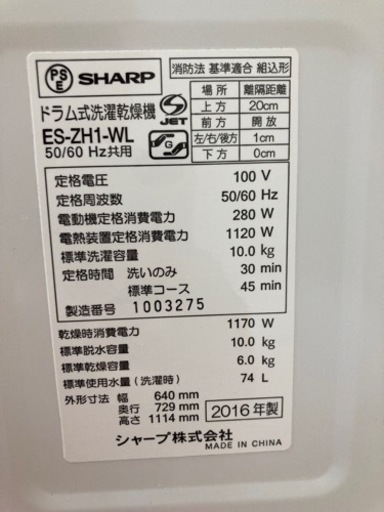 PSE SHARP
消防法 基準適合 組込形
ドラム式洗濯乾燥機
S JET
ES-ZH1-WL
50/60 Hz共用
G
場所 離隔距離
上方 20cm
前方 開放
左/右/後方 1cm
下方 0cm
定格電圧 100 V
定格周波数 50/60 Hz
電動機定格消費電力 280 W
電熱装置定格消費電力 1120 W
標準洗濯容量 10.0 kg
定格時間 洗いのみ 30 min
標準コース 45 min
製造番号 1003275
乾燥時消費電力 1170 W
標準脱水容量 10.0 kg
標準乾燥容量 6.0 kg
標準使用水量(洗濯時) 74 L
外形寸法 幅 640 mm
奥行 729 mm
高さ 1114 mm
2016年製
シャープ株式会社
MADE IN CHINA